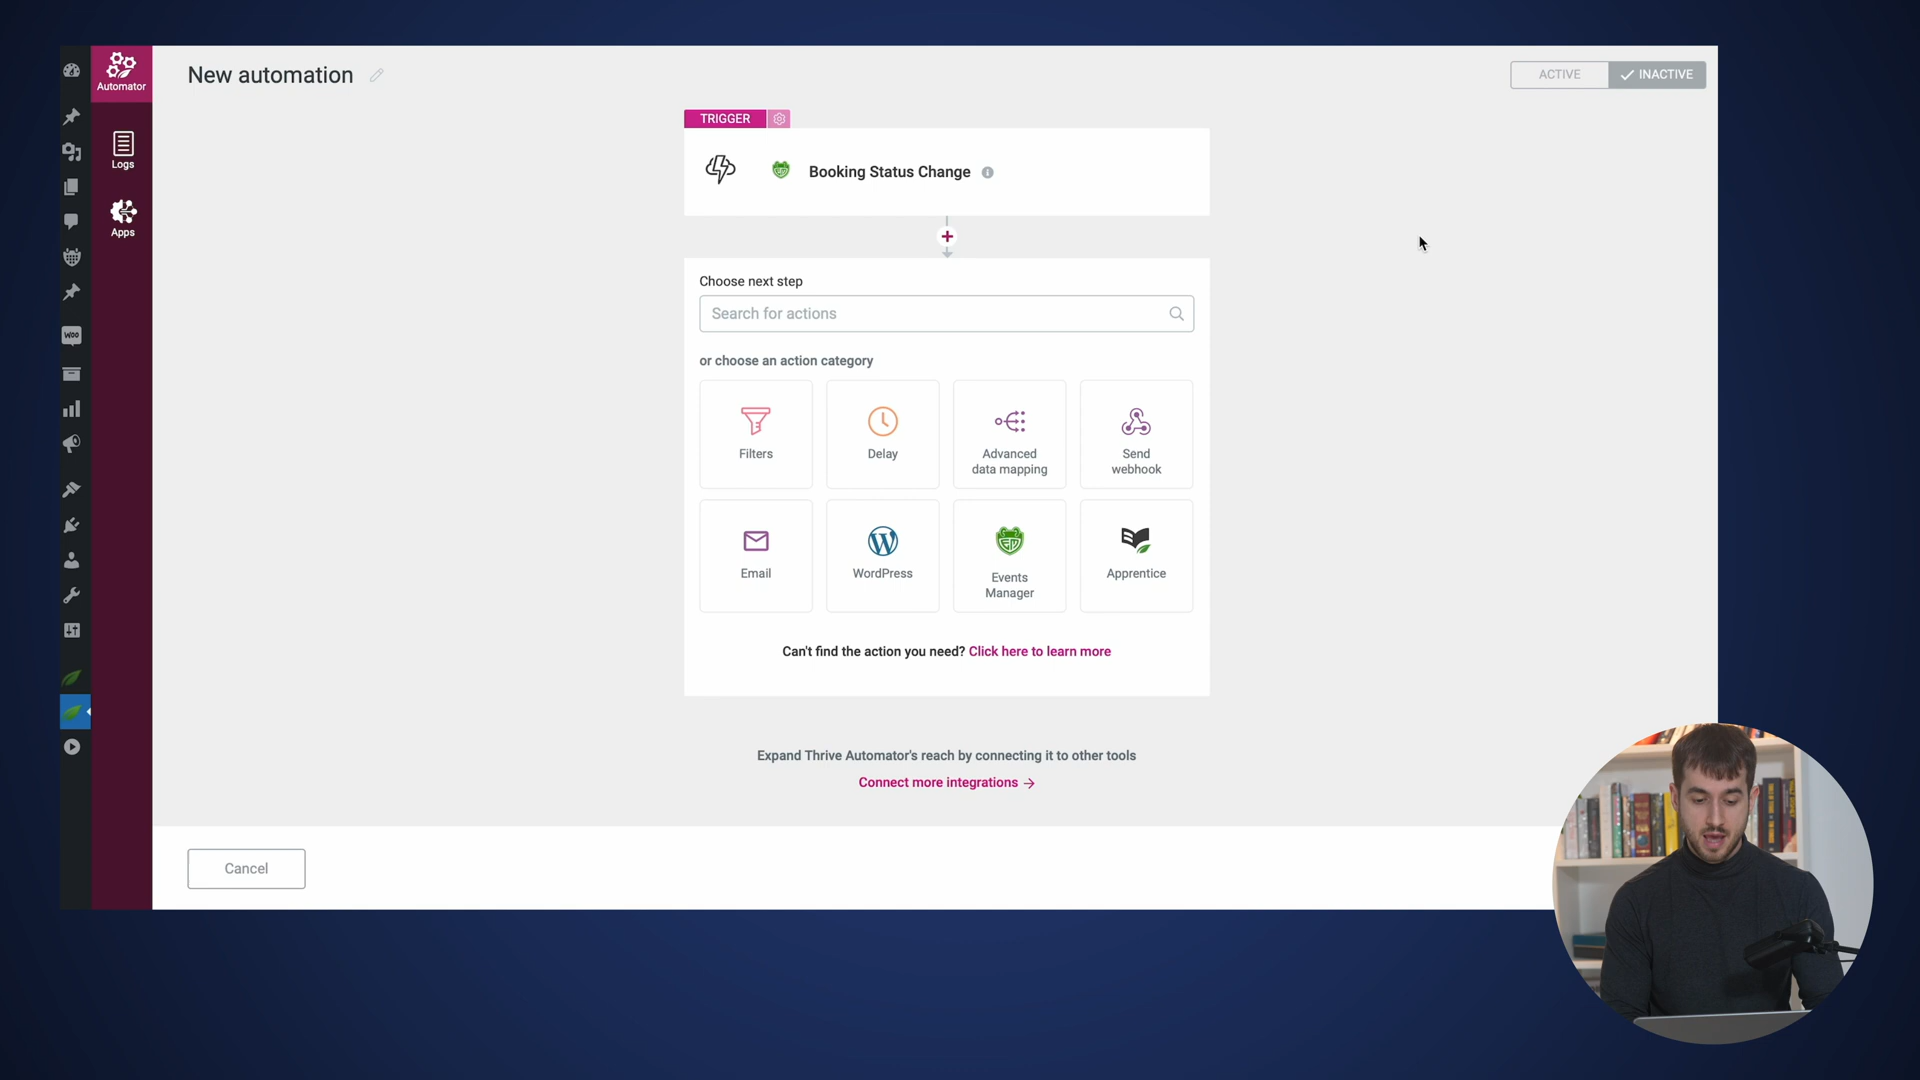 Automator
New automation
ACTIVE
INACTIVE
TRIGGER
Logs
Booking Status Change
Apps
Choose next step
Search for actions
WOO
or choose an action category
Filters
Delay
Advanced
data mapping
Send
webhook
Email
WordPress
Events
Manager
Apprentice
Can't find the action you need? Click here to learn more
Expand Thrive Automator's reach by connecting it to other tools
Connect more integrations →
Cancel